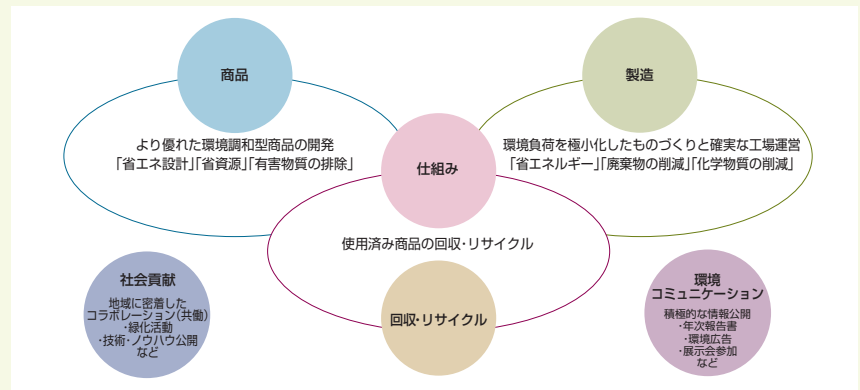 商品
より優れた環境調和型商品の開発
「省エネ設計」「省資源」「有害物質の排除」
製造
環境負荷を極小化したものづくりと確実な工場運営
「省エネルギー」「廃棄物の削減」「化学物質の削減」
仕組み
使用済み商品の回収・リサイクル
回収・リサイクル
社会貢献
地域に密着した
コラボレーション(共働)
・緑化活動
・技術・ノウハウ公開
など
環境
コミュニケーション
積極的な情報公開
・年次報告書
・環境広告
・展示会参加
など